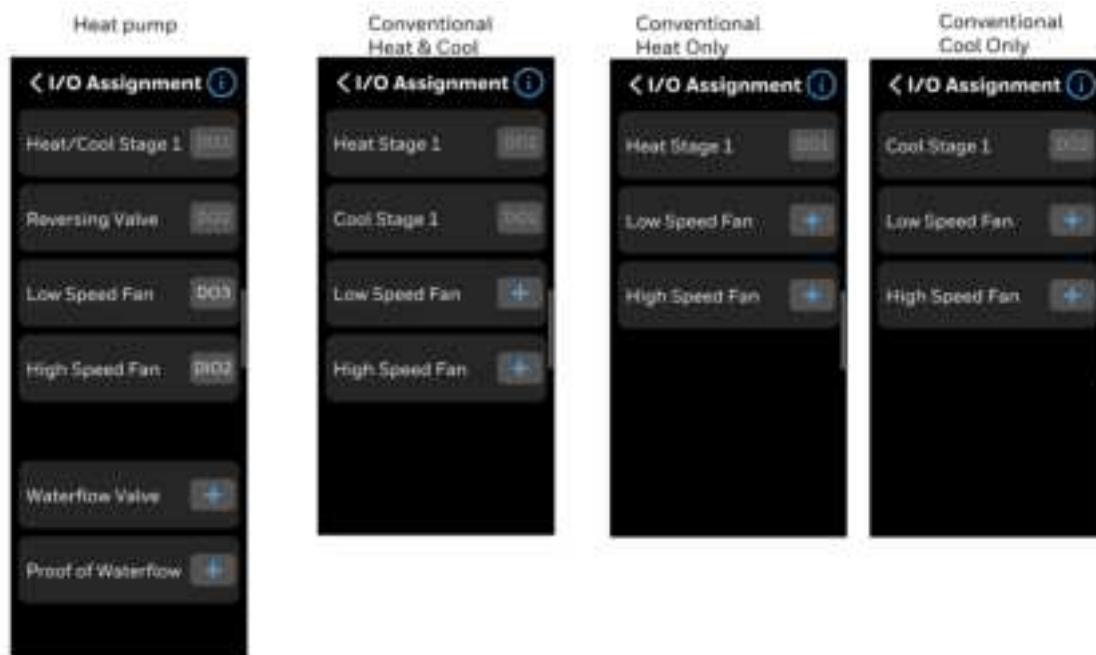 Heat pump
< I/O Assignment i
Heat/Cool Stage 1
Reversing Valve
Low Speed Fan DO3
High Speed Fan DIO2
Waterflow Valve +
Proof of Waterflow +
Conventional
Heat & Cool
< I/O Assignment i
Heat Stage 1
Cool Stage 1
Low Speed Fan +
High Speed Fan +
Conventional
Heat Only
< I/O Assignment i
Heat Stage 1 DO1
Low Speed Fan +
High Speed Fan +
Conventional
Cool Only
< I/O Assignment i
Cool Stage 1
Low Speed Fan +
High Speed Fan +